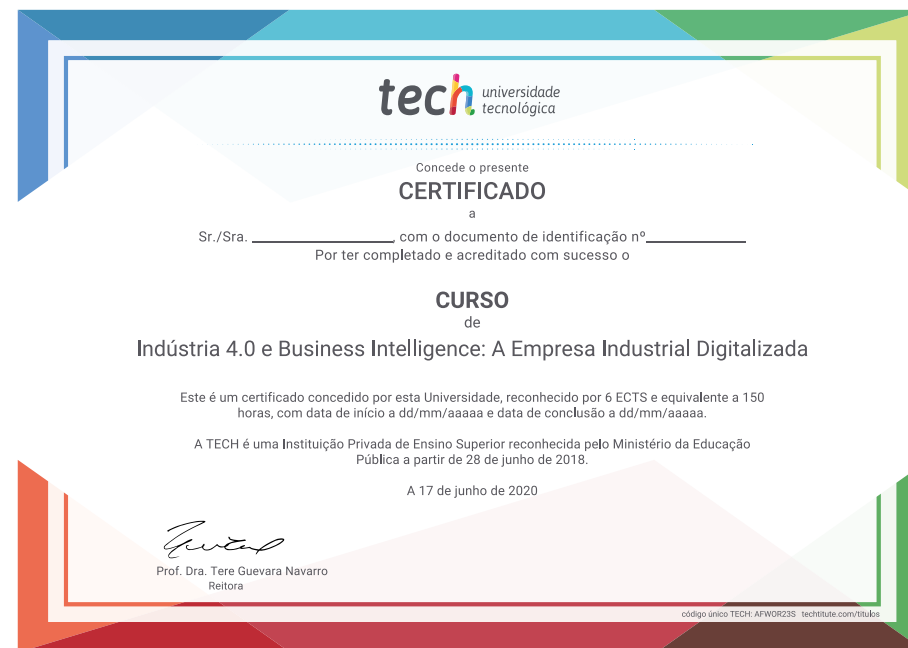 tech universidade
tecnológica
Concede o presente
CERTIFICADO
a
Sr./Sra. ____________________, com o documento de identificação nº______________
Por ter completado e acreditado com sucesso o
CURSO
de
Indústria 4.0 e Business Intelligence: A Empresa Industrial Digitalizada
Este é um certificado concedido por esta Universidade, reconhecido por 6 ECTS e equivalente a 150
horas, com data de início a dd/mm/aaaaa e data de conclusão a dd/mm/aaaaa.
A TECH é uma Instituição Privada de Ensino Superior reconhecida pelo Ministério da Educação
Pública a partir de 28 de junho de 2018.
A 17 de junho de 2020
Prof. Dra. Tere Guevara Navarro
Reitora
código único TECH: AFWOR23S techtitute.com/titulos